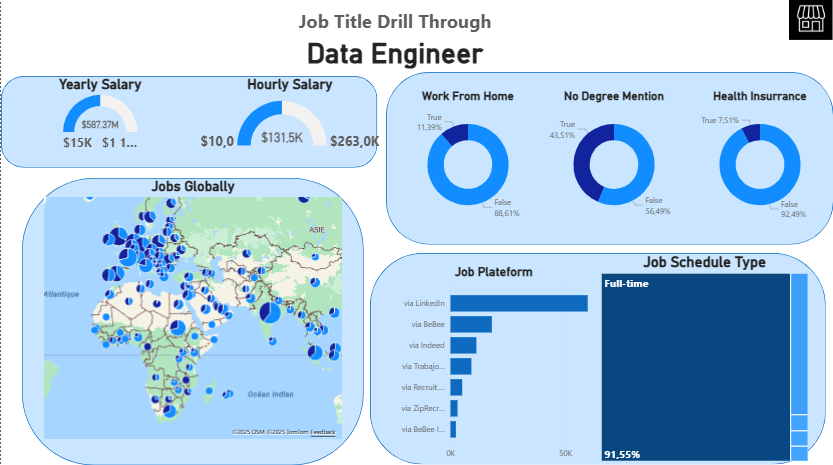 Job Title Drill Through
Data Engineer
Yearly Salary
$587,37M
$15K $1 1...
Hourly Salary
$131,5K
$10,0
$263,0K
Work From Home
True
11,39%
False
88,61%
No Degree Mention
True
43,51%
False
56,49%
Health Insurrance
True 7,51%
False
92,49%
Jobs Globally
ASIE
Atlantique
Océan Indien
©2025 OSM ©2025 TomTom Feedback
Job Plateform
via LinkedIn
via BeBee
via Indeed
via Trabajo...
via Recruit....
via ZipRecr...
via BeBee I...
0K
50K
Job Schedule Type
Full-time
91,55%